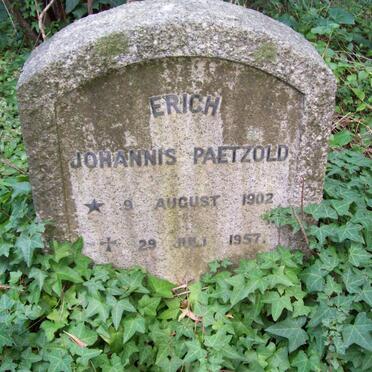 ERICH
JOHANNIS PAETZOLD
★ 9 AUGUST 1902
✝ 29 JULI 1957.